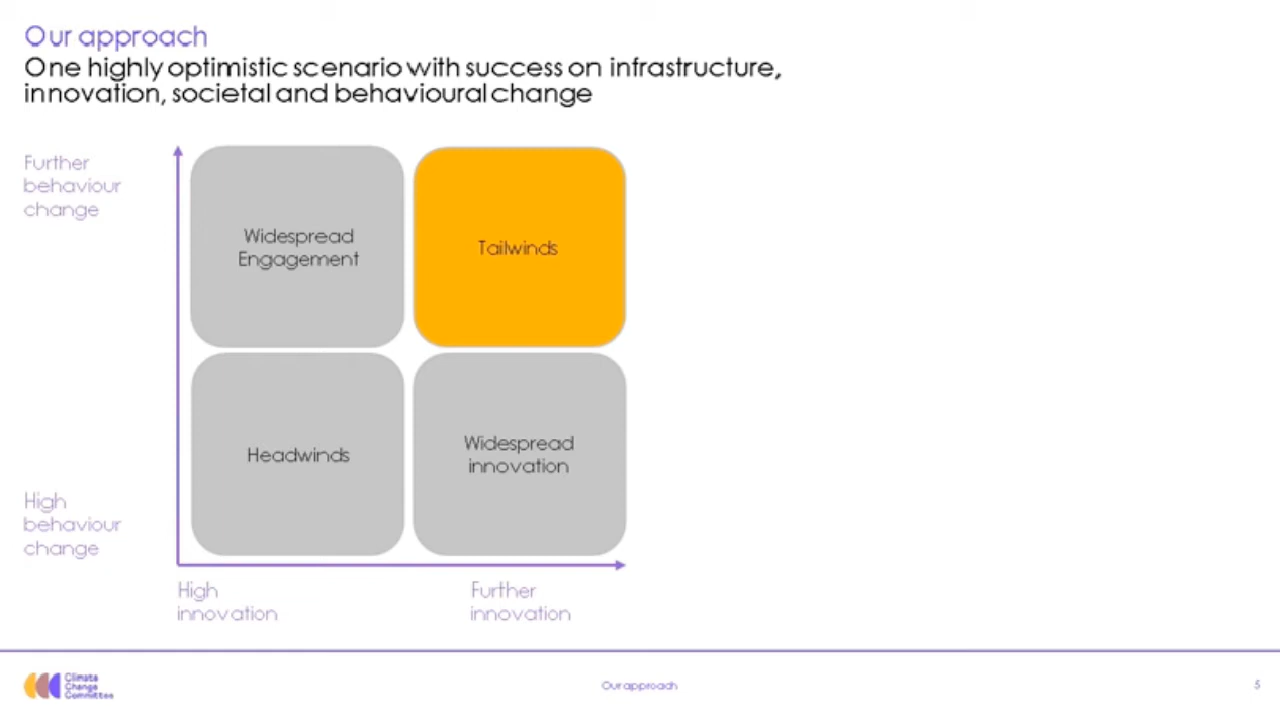 Our approach
One highly optimistic scenario with success on infrastructure,
innovation, societal and behavioural change
Further
behaviour
change
Widespread
Engagement
Tailwinds
Headwinds
Widespread
innovation
High
behaviour
change
High
innovation
Further
innovation
Climate
Change
Committee
Our approach
5